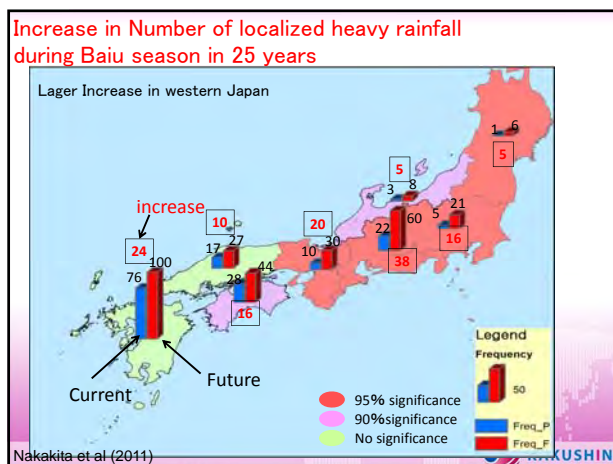 Increase in Number of localized heavy rainfall
during Baiu season in 25 years
Lager Increase in western Japan
1 6
5
5
3 8
5 21
16
increase
10
20
22 60
38
24
17 27
10 30
100
76
28 44
16
Current
Future
95% significance
90%significance
No significance
Legend
Frequency
50
Freq_P
Freq_F
Nakakita et al (2011)
KAKUSHIN